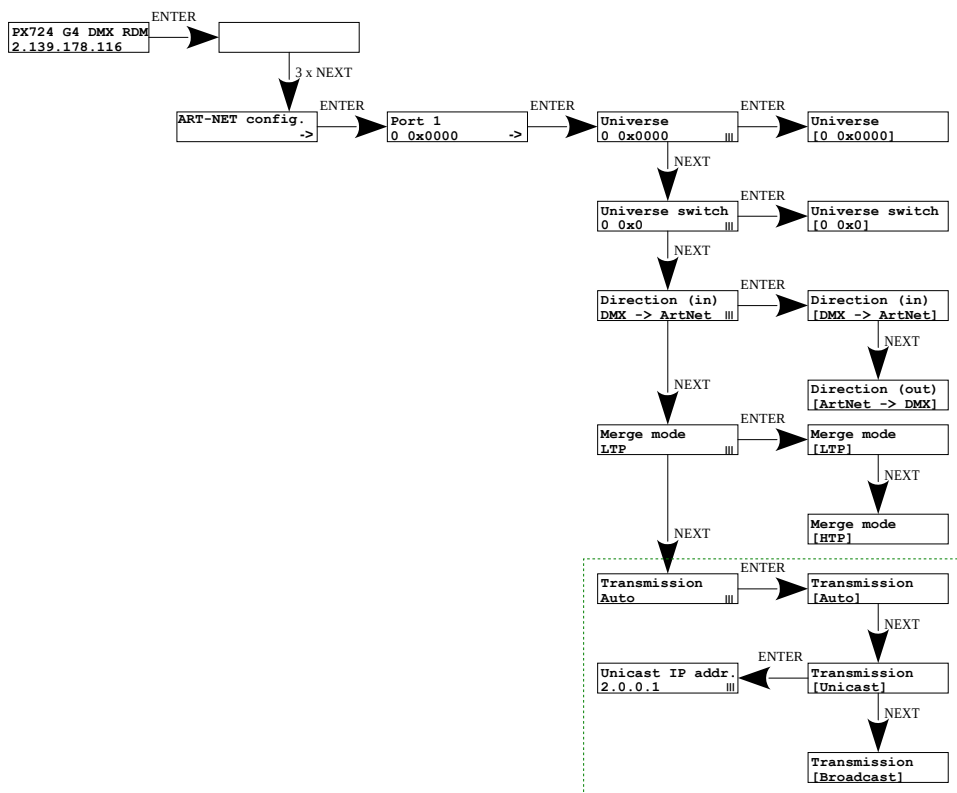 ENTER
PX724 G4 DMX RDM
2.139.178.116
3 x NEXT
ART-NET config.
->
ENTER
Port 1
0 0x0000 ->
ENTER
Universe
0 0x0000
ENTER
Universe
[0 0x0000]
NEXT
Universe switch
0 0x0
ENTER
Universe switch
[0 0x0]
NEXT
Direction (in)
DMX -> ArtNet
ENTER
Direction (in)
[DMX -> ArtNet]
NEXT
Direction (out)
[ArtNet -> DMX]
NEXT
Merge mode
LTP
ENTER
Merge mode
[LTP]
NEXT
Merge mode
[HTP]
NEXT
Transmission
Auto
ENTER
Transmission
[Auto]
NEXT
Transmission
[Unicast]
ENTER
Unicast IP addr.
2.0.0.1
NEXT
Transmission
[Broadcast]